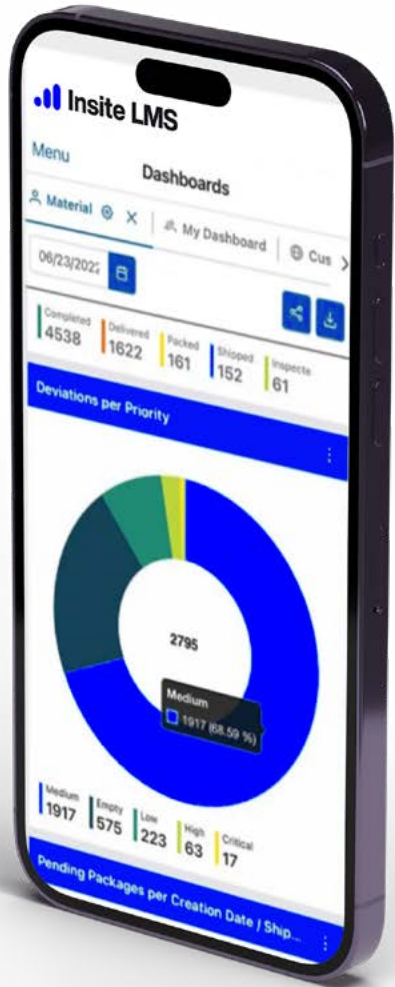 Insite LMS
Menu
Dashboards
Material
My Dashboard
Cus
06/23/202
Completed
4538
Delivered
1622
Packed
161
Shipped
152
Inspecte
61
Deviations per Priority
2795
Medium
1917 (68.59 %)
Medium
1917
Empty
575
Low
223
High
63
Critical
17
Pending Packages per Creation Date / Ship...